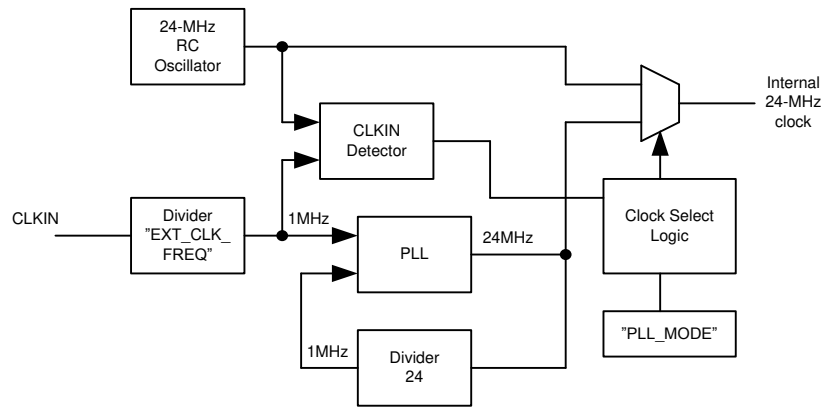 24-MHz
RC
Oscillator
CLKIN
Detector
Internal
24-MHz
clock
CLKIN
Divider
"EXT_CLK_
FREQ"
1MHz
PLL
24MHz
Clock Select
Logic
"PLL_MODE"
1MHz
Divider
24